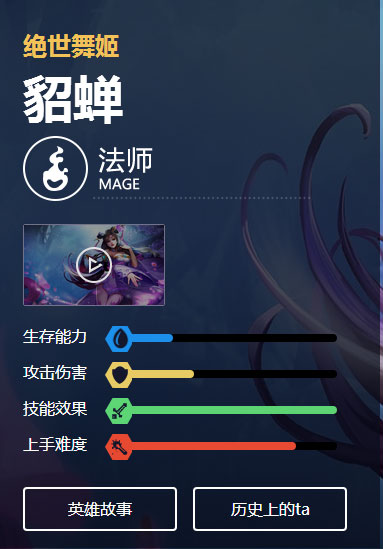 绝世舞姬
貂蝉
法师
MAGE
生存能力
攻击伤害
技能效果
上手难度
英雄故事
历史上的ta